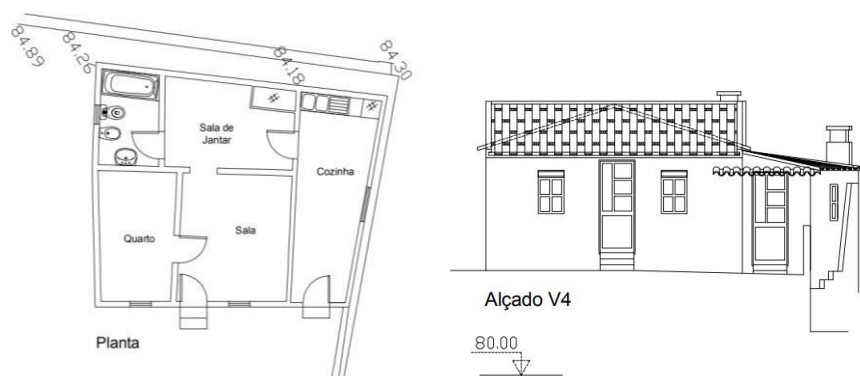 84.89
84.26
84.18
84.30
Sala de
Jantar
Cozinha
Quarto
Sala
Planta
Alçado V4
80.00